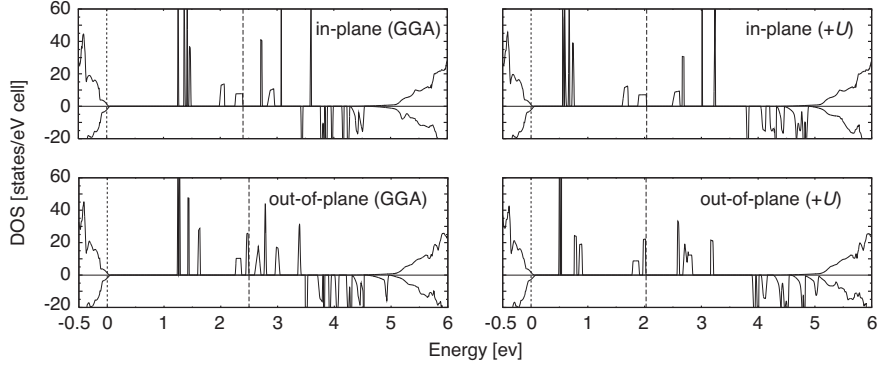 60
40
20
0
-20
in-plane (GGA)
in-plane (+U)
DOS [states/eV cell]
60
40
20
0
-20
out-of-plane (GGA)
out-of-plane (+U)
-0.5 0 1 2 3 4 5 6
-0.5 0 1 2 3 4 5 6
Energy [ev]